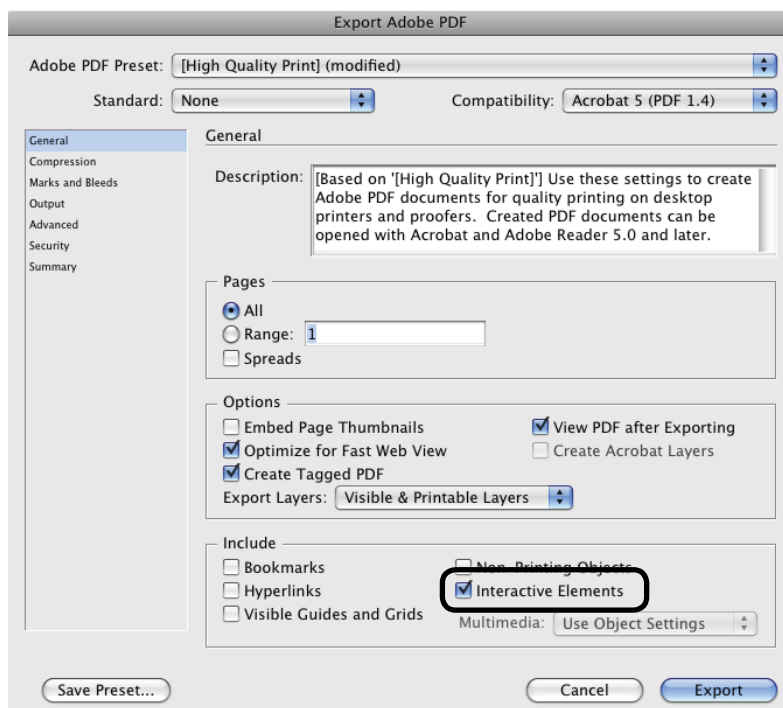 Export Adobe PDF
Adobe PDF Preset: [High Quality Print] (modified)
Standard: None Compatibility: Acrobat 5 (PDF 1.4)
General
Compression
Marks and Bleeds
Output
Advanced
Security
Summary
General
Description: [Based on '[High Quality Print]'] Use these settings to create
Adobe PDF documents for quality printing on desktop
printers and proofers. Created PDF documents can be
opened with Acrobat and Adobe Reader 5.0 and later.
Pages
All
Range: 1
Spreads
Options
Embed Page Thumbnails View PDF after Exporting
Optimize for Fast Web View Create Acrobat Layers
Create Tagged PDF
Export Layers: Visible & Printable Layers
Include
Bookmarks Non-Printing Objects
Hyperlinks Interactive Elements
Visible Guides and Grids Multimedia: Use Object Settings
Save Preset... Cancel Export